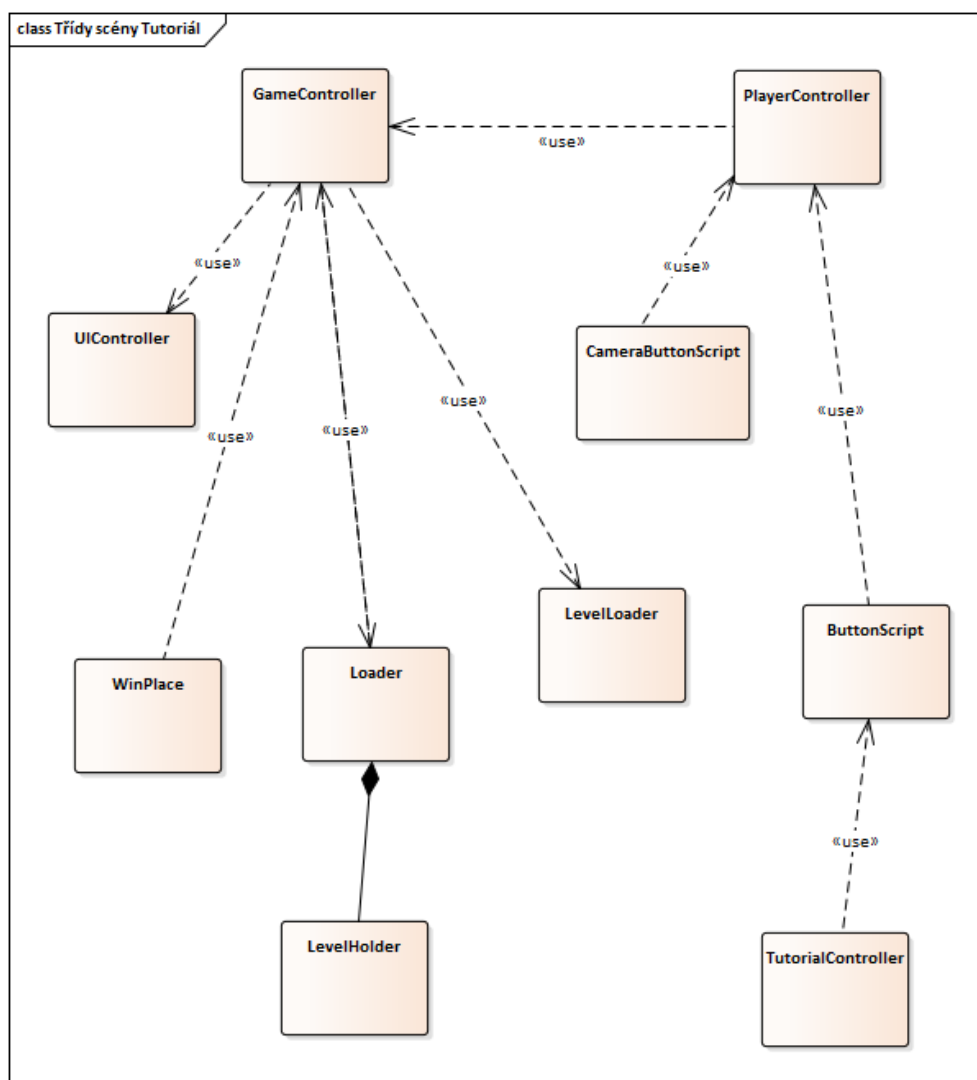 class Třídy scény Tutoriál
GameController
PlayerController
«use»
«use»
«use»
UIController
CameraButtonScript
«use»
«use»
«use»
«use»
LevelLoader
ButtonScript
WinPlace
Loader
«use»
LevelHolder
TutorialController